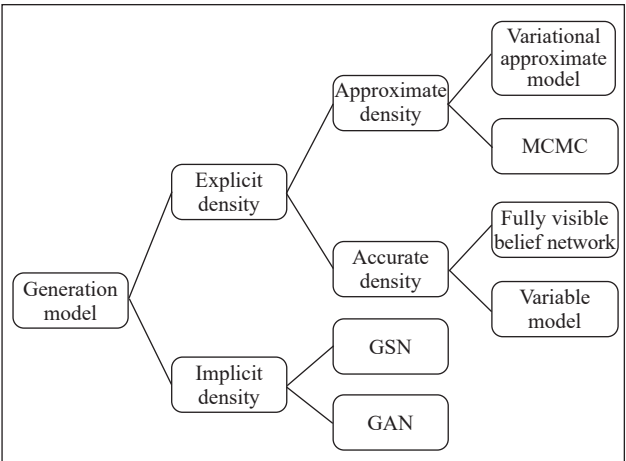 Variational
approximate
model
Approximate
density
MCMC
Explicit
density
Fully visible
belief network
Accurate
density
Generation
model
Variable
model
GSN
Implicit
density
GAN